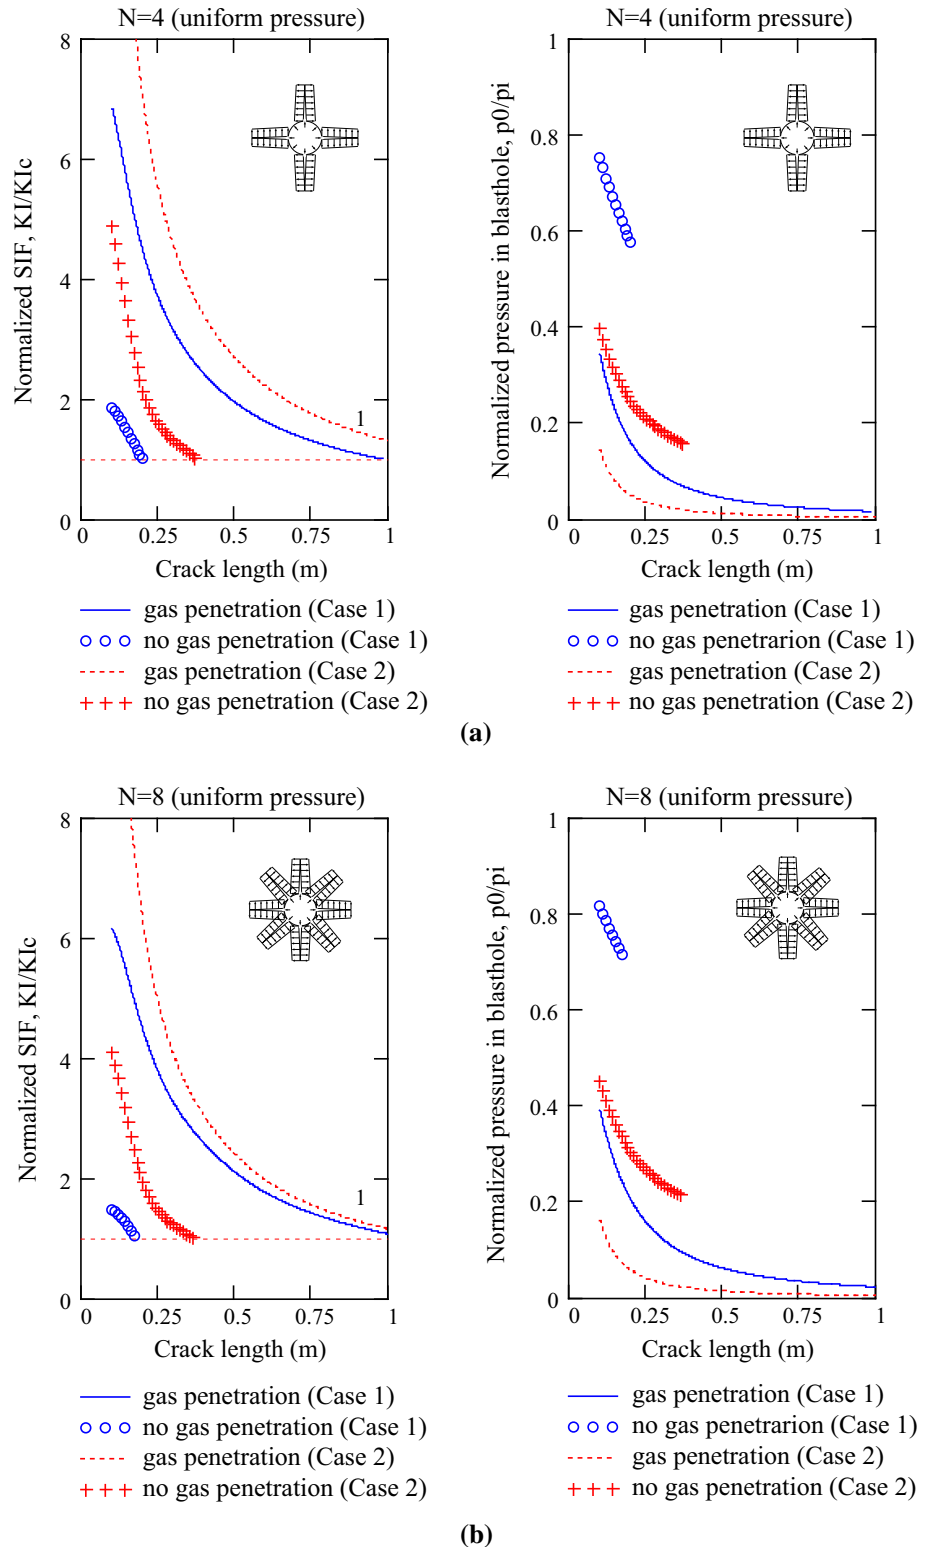 N=4 (uniform pressure)
8
6
4
2
0
Normalized SIF, KI/KIc
1
0
0.25
0.5
0.75
1
Crack length (m)
gas penetration (Case 1)
no gas penetration (Case 1)
gas penetration (Case 2)
no gas penetration (Case 2)
N=4 (uniform pressure)
1
0.8
0.6
0.4
0.2
0
Normalized pressure in blasthole, p0/pi
0
0.25
0.5
0.75
1
Crack length (m)
gas penetration (Case 1)
no gas penetrarion (Case 1)
gas penetration (Case 2)
no gas penetration (Case 2)
(a)
N=8 (uniform pressure)
8
6
4
2
0
Normalized SIF, KI/KIc
1
0
0.25
0.5
0.75
1
Crack length (m)
gas penetration (Case 1)
no gas penetration (Case 1)
gas penetration (Case 2)
no gas penetration (Case 2)
N=8 (uniform pressure)
1
0.8
0.6
0.4
0.2
0
Normalized pressure in blasthole, p0/pi
0
0.25
0.5
0.75
1
Crack length (m)
gas penetration (Case 1)
no gas penetrarion (Case 1)
gas penetration (Case 2)
no gas penetration (Case 2)
(b)